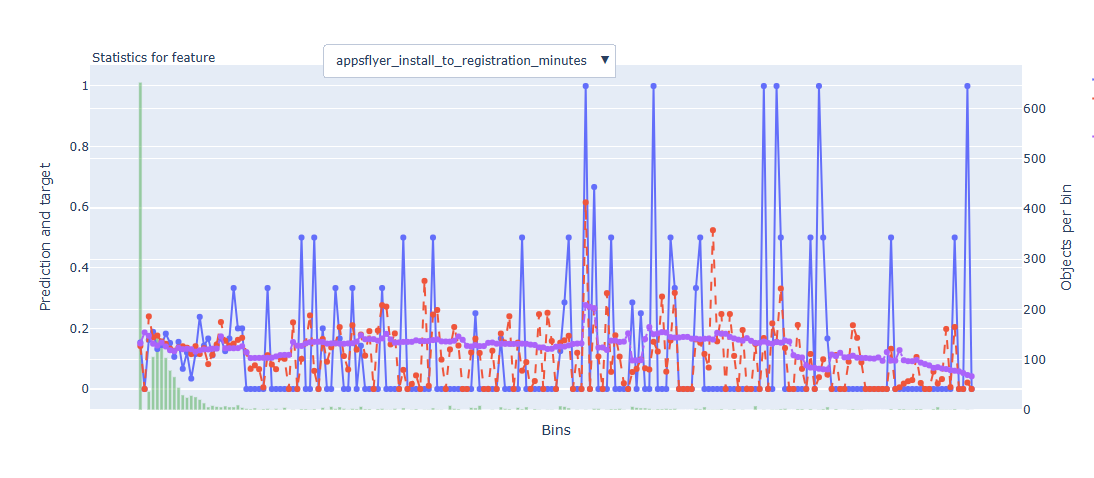 Statistics for feature
appsflyer_install_to_registration_minutes ▼
1
0.8
0.6
0.4
0.2
0
Prediction and target
600
500
400
300
200
100
0
Objects per bin
Bins